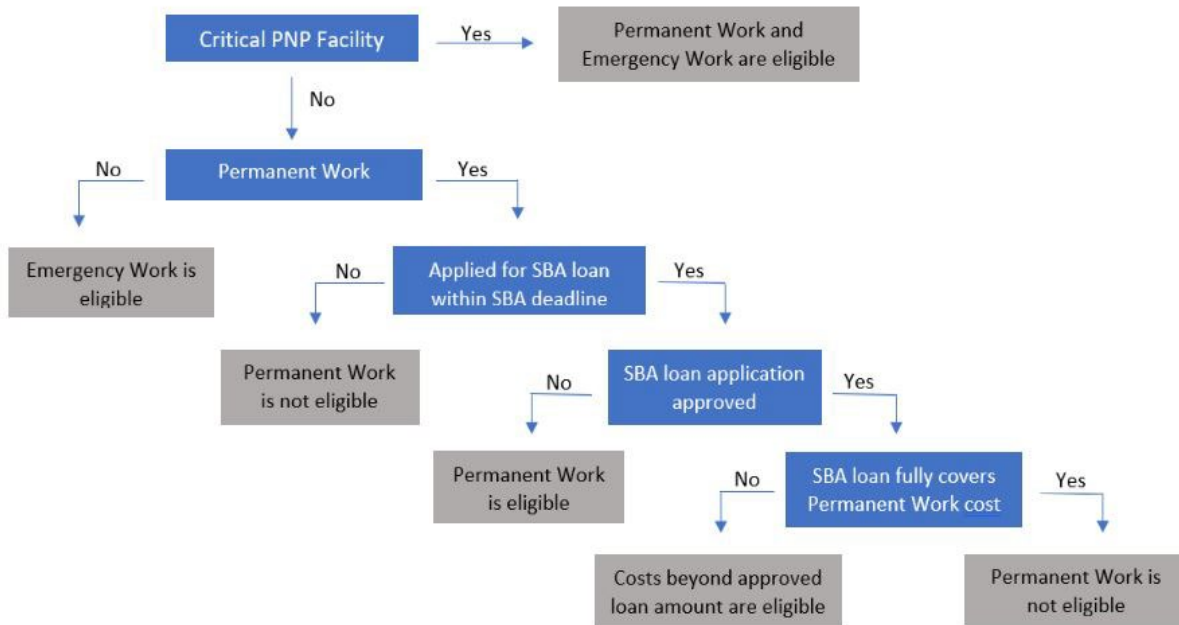 Critical PNP Facility
Yes
Permanent Work and
Emergency Work are eligible
No
No
Permanent Work
Yes
Emergency Work is
eligible
No
Applied for SBA loan
within SBA deadline
Yes
Permanent Work
is not eligible
No
SBA loan application
approved
Yes
Permanent Work
is eligible
No
SBA loan fully covers
Permanent Work cost
Yes
Costs beyond approved
loan amount are eligible
Permanent Work is
not eligible